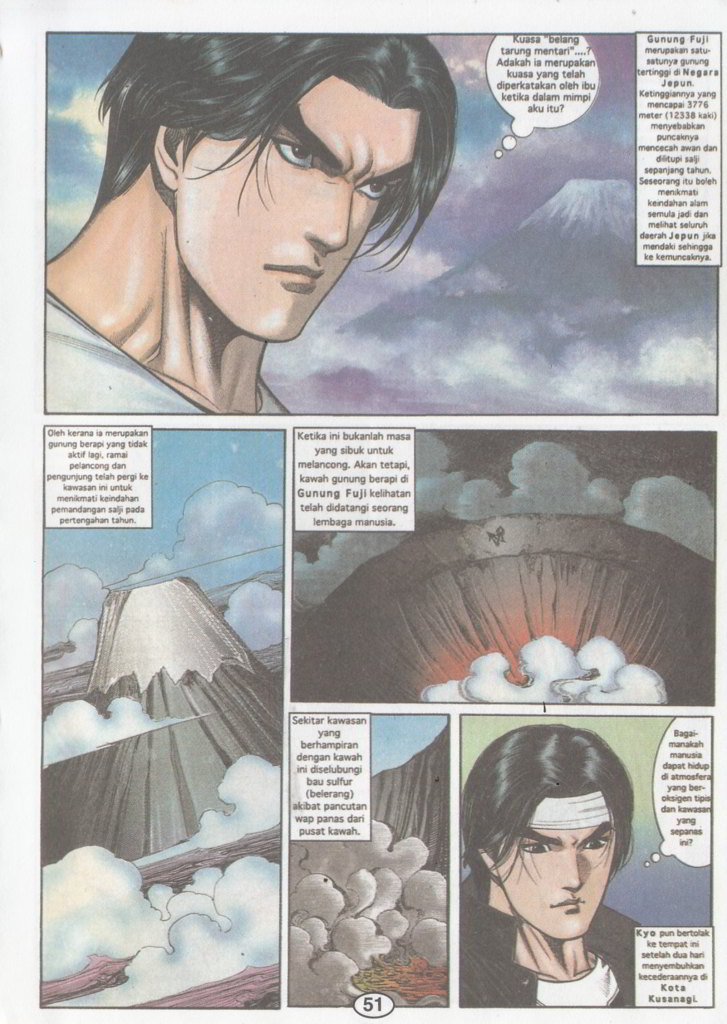 Kuasa "belang
tarung mentari"....?
Adakah ia merupakan
kuasa yang telah
diperkatakan oleh ibu
ketika dalam mimpi
aku itu?
Gunung Fuji
merupakan satu-
satunya gunung
tertinggi di Negara
Jepun.
Ketinggiannya yang
mencapai 3776
meter (12338 kaki)
menyebabkan
puncaknya
mencecah awan dan
dilitupi salji
sepanjang tahun.
Seseorang itu boleh
menikmati
keindahan alam
semula jadi dan
melihat seluruh
daerah Jepun jika
mendaki sehingga
ke kemuncaknya.
Oleh kerana ia merupakan
gunung berapi yang tidak
aktif lagi, ramai
pelancong dan
pengunjung telah pergi ke
kawasan ini untuk
menikmati keindahan
pemandangan salji pada
pertengahan tahun.
Ketika ini bukanlah masa
yang sibuk untuk
melancong. Akan tetapi,
kawah gunung berapi di
Gunung Fuji kelihatan
telah didatangi seorang
lembaga manusia.
Sekitar kawasan
yang
berhampiran
dengan kawah
ini diselubungi
bau sulfur
(belerang)
akibat pancutan
wap panas dari
pusat kawah.
Bagai-
manakah
manusia
dapat hidup
di atmosfera
yang ber-
oksigen tipis
dan kawasan
yang
sepanas
ini?
Kyo pun bertolak
ke tempat ini
setelah dua hari
menyembuhkan
kecederaannya di
Kota
Kusanagi.
51